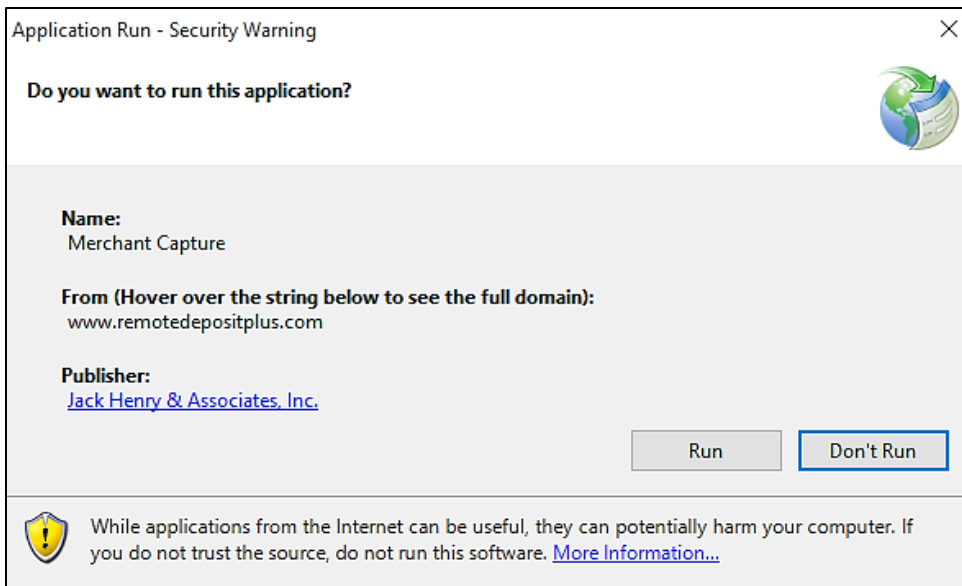 Application Run - Security Warning
Do you want to run this application?
Name:
Merchant Capture
From (Hover over the string below to see the full domain):
www.remotedepositplus.com
Publisher:
Jack Henry & Associates, Inc.
Run
Don't Run
While applications from the Internet can be useful, they can potentially harm your computer. If
you do not trust the source, do not run this software. More Information...